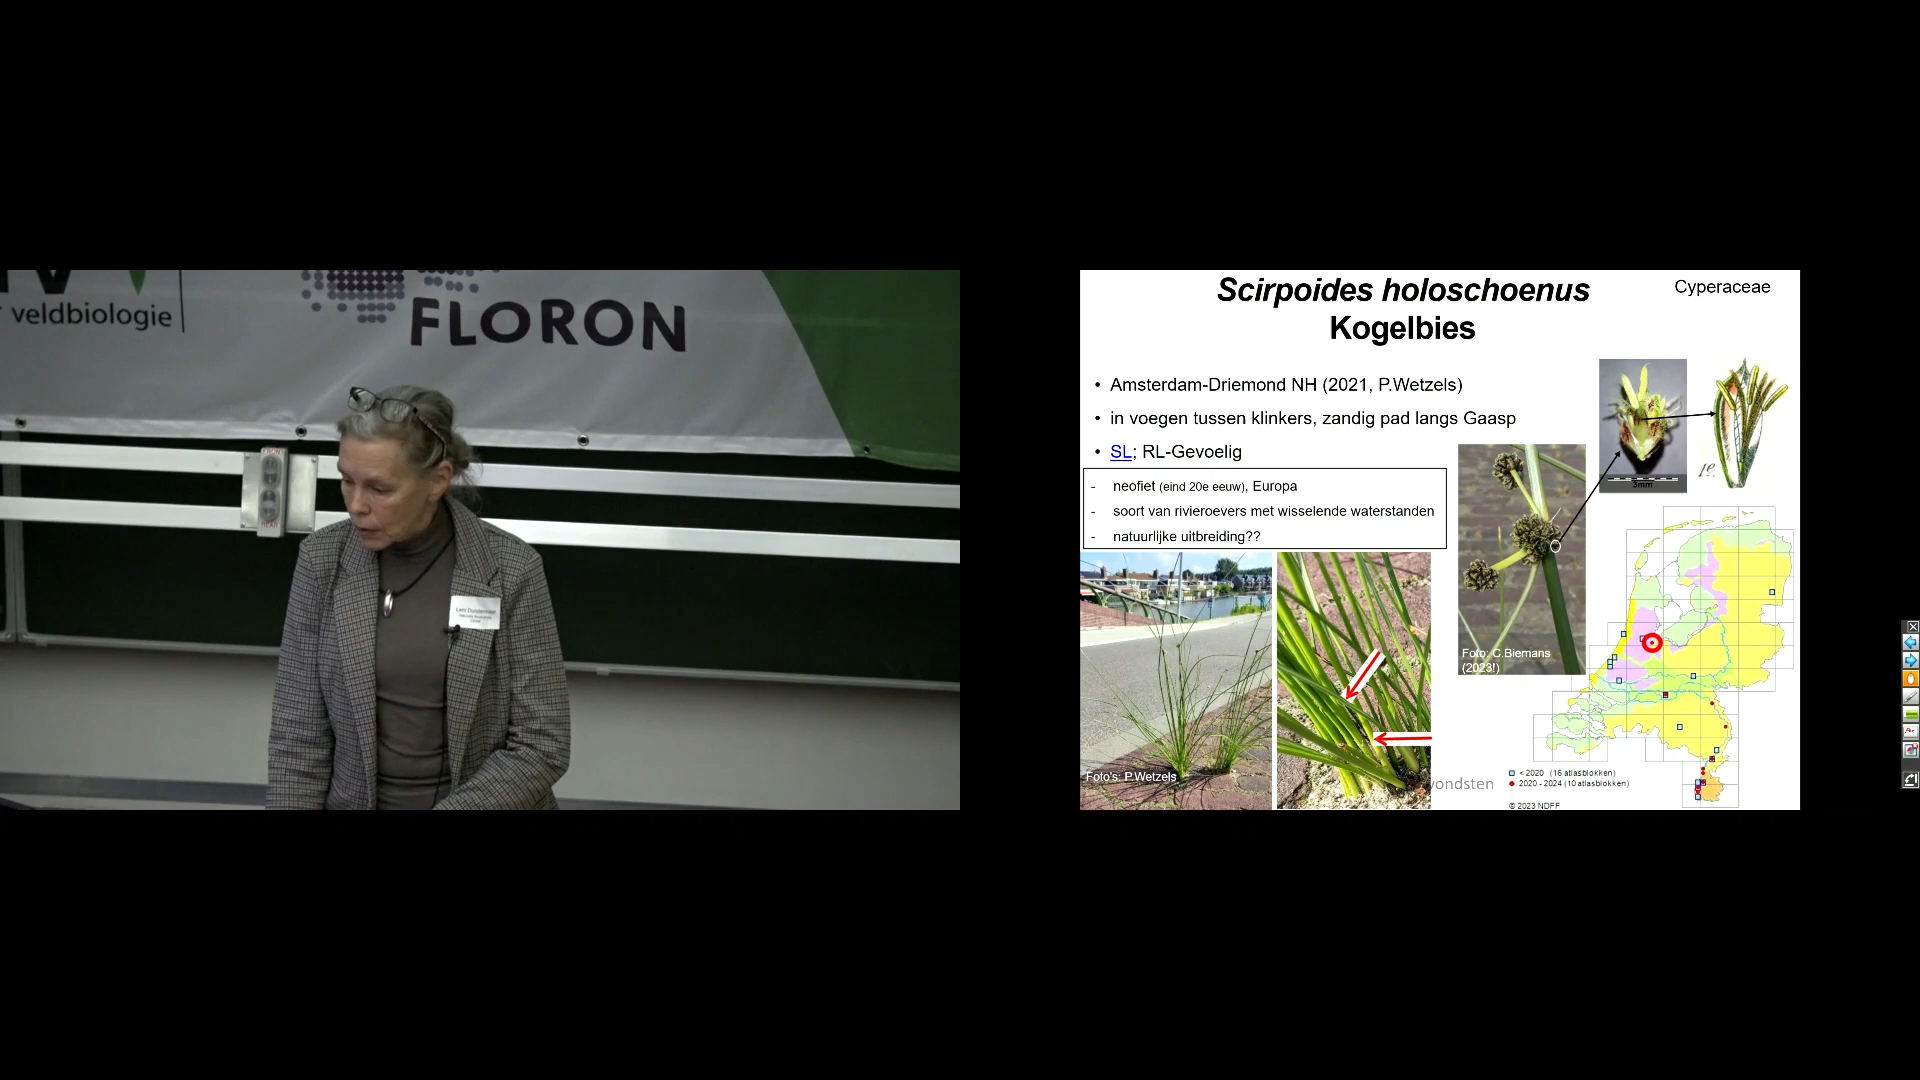 veldbiologie
FLORON
Scirpoides holoschoenus
Kogelbies
Cyperaceae
• Amsterdam-Driemond NH (2021, P.Wetzels)
• in voegen tussen klinkers, zandig pad langs Gaasp
• SL; RL-Gevoelig
- neofiet (eind 20e eeuw), Europa
- soort van rivieroevers met wisselende waterstanden
- natuurlijke uitbreiding??
3mm
1e
Foto: C.Biemans
(2023!)
Foto's: P.Wetzels
vondsten
< 2020 (16 atlasblokken)
2020 - 2024 (10 atlasblokken)
© 2023 NDFF